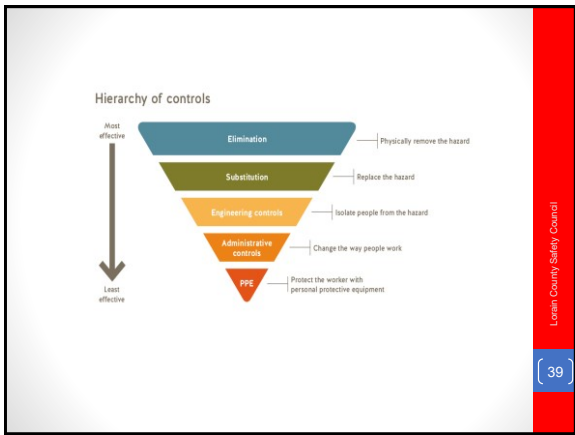 Hierarchy of controls
Most
effective
Elimination
Physically remove the hazard
Substitution
Replace the hazard
Engineering controls
Isolate people from the hazard
Administrative
controls
Change the way people work
PPE
Protect the worker with
personal protective equipment
Least
effective
Lorain County Safety Council
39